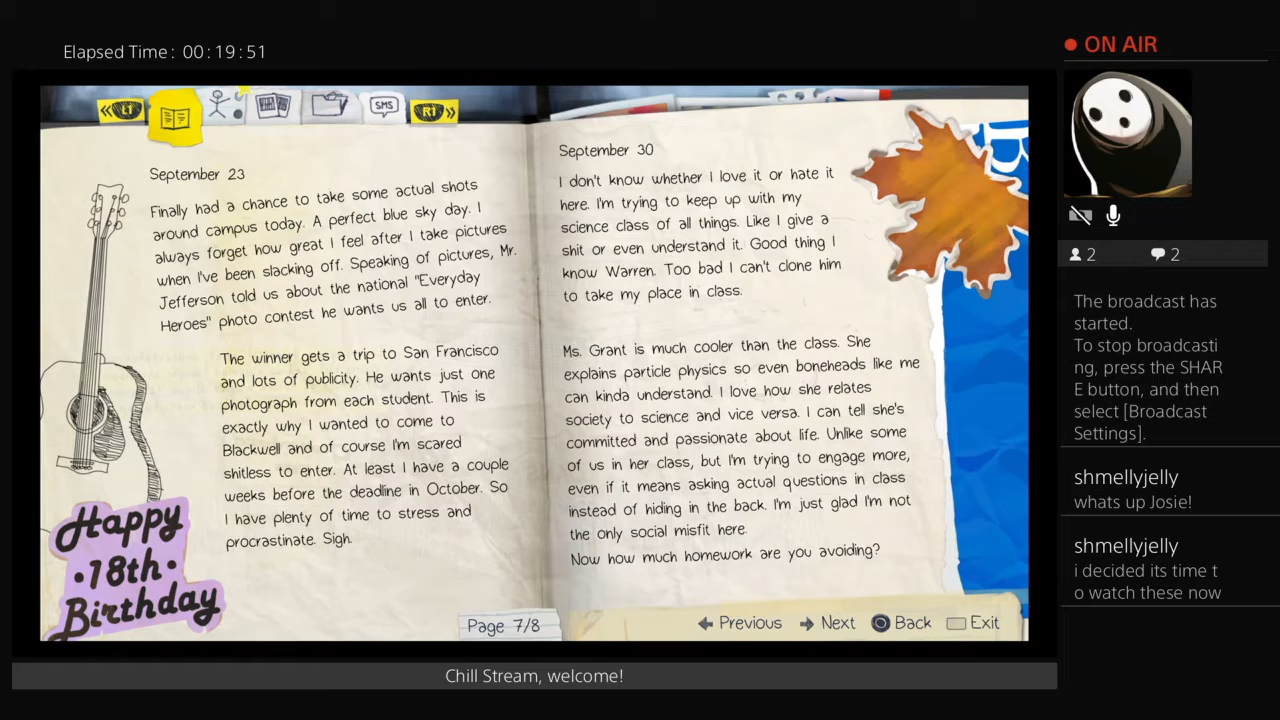 Elapsed Time: 00:19:51
ON AIR
« L1
SMS
R1 »
September 23
Finally had a chance to take some actual shots
around campus today. A perfect blue sky day. I
always forget how great I feel after I take pictures
when I've been slacking off. Speaking of pictures, Mr.
Jefferson told us about the national "Everyday
Heroes" photo contest he wants us all to enter.
The winner gets a trip to San Francisco
and lots of publicity. He wants just one
photograph from each student. This is
exactly why I wanted to come to
Blackwell and of course I'm scared
shitless to enter. At least I have a couple
weeks before the deadline in October. So
I have plenty of time to stress and
procrastinate. Sigh.
Happy
•18th•
Birthday
September 30
I don't know whether I love it or hate it
here. I'm trying to keep up with my
science class of all things. Like I give a
shit or even understand it. Good thing I
know Warren. Too bad I can't clone him
to take my place in class.
Ms. Grant is much cooler than the class. She
explains particle physics so even boneheads like me
can kinda understand. I love how she relates
society to science and vice versa. I can tell she's
committed and passionate about life. Unlike some
of us in her class, but I'm trying to engage more,
even if it means asking actual questions in class
instead of hiding in the back. I'm just glad I'm not
the only social misfit here.
Now how much homework are you avoiding?
Page 7/8
Previous Next Back Exit
Chill Stream, welcome!
2 2
The broadcast has
started.
To stop broadcasti
ng, press the SHAR
E button, and then
select [Broadcast
Settings].
shmellyjelly
whats up Josie!
shmellyjelly
i decided its time t
o watch these now